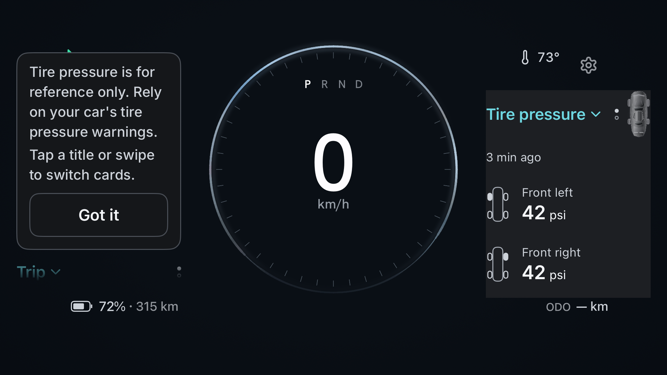 Tire pressure is for
reference only. Rely
on your car's tire
pressure warnings.
Tap a title or swipe
to switch cards.
Got it
Trip
72% · 315 km
P R N D
0
km/h
73°
Tire pressure
3 min ago
Front left
42 psi
Front right
42 psi
ODO — km